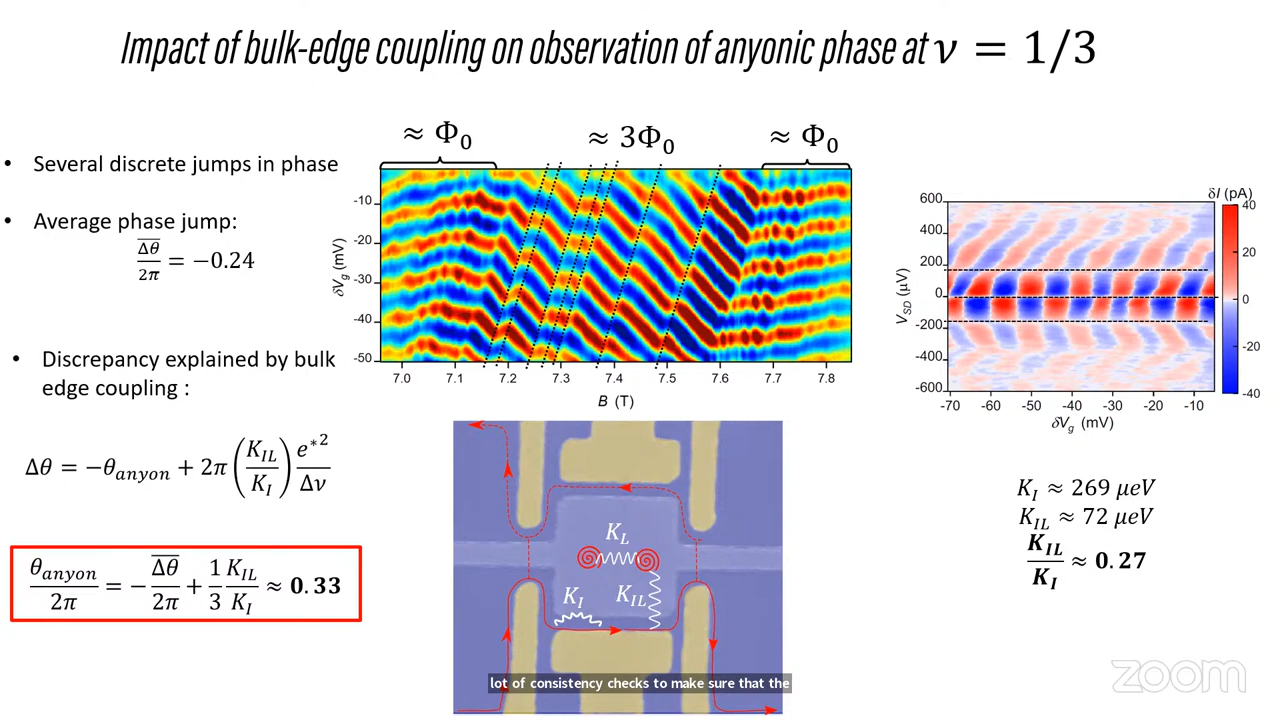 Impact of bulk-edge coupling on observation of anyonic phase at ν = 1/3
• Several discrete jumps in phase
• Average phase jump:
Δθ̅/2π = −0.24
• Discrepancy explained by bulk
edge coupling :
Δθ = −θ_anyon + 2π (K_IL/K_I) e*²/Δν
θ_anyon/2π = − Δθ̅/2π + 1/3 K_IL/K_I ≈ 0.33
≈ Φ₀ ≈ 3Φ₀ ≈ Φ₀
δV_g (mV)
-10
-20
-30
-40
-50
7.0 7.1 7.2 7.3 7.4 7.5 7.6 7.7 7.8
B (T)
K_L
K_I K_IL
lot of consistency checks to make sure that the
δI (pA)
V_SD (µV)
600
400
200
0
-200
-400
-600
40
20
0
-20
-40
-70 -60 -50 -40 -30 -20 -10
δV_g (mV)
K_I ≈ 269 μeV
K_IL ≈ 72 μeV
K_IL/K_I ≈ 0.27
zoom